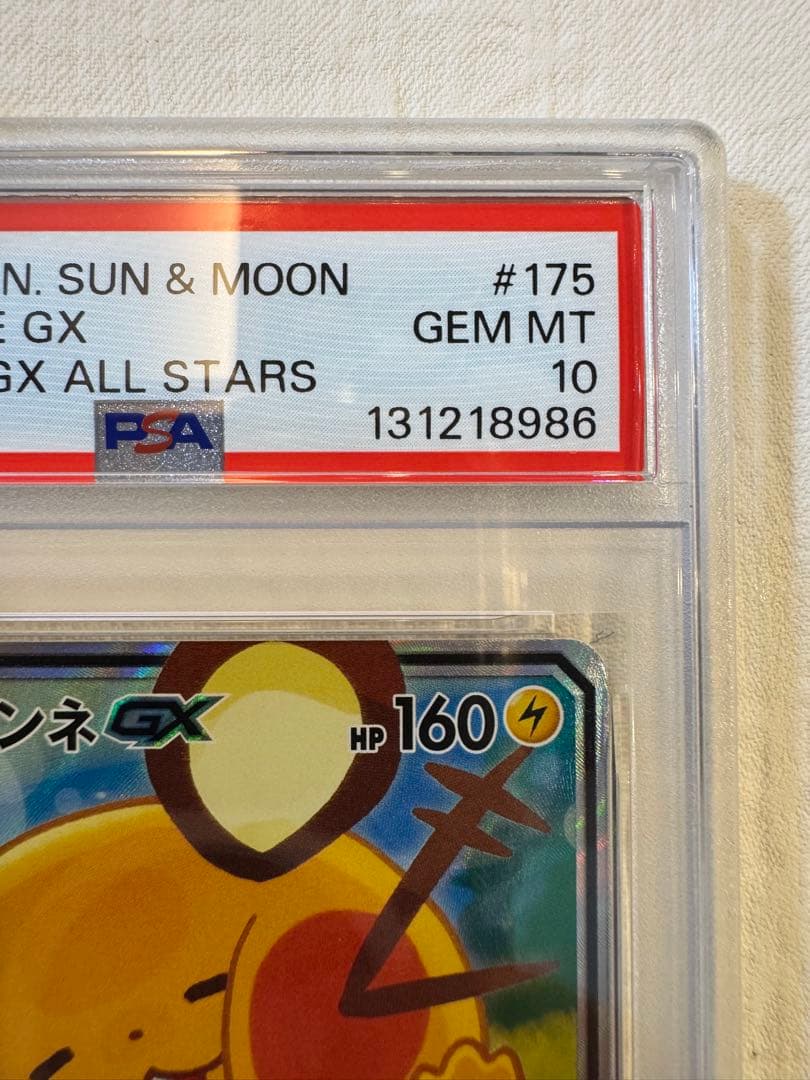 N. SUN & MOON #175
E GX GEM MT
GX ALL STARS 10
PSA 131218986
ンネGX HP 160